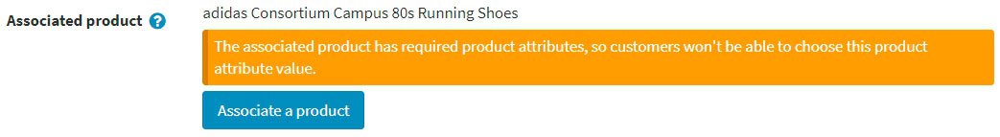 Associated product ?
adidas Consortium Campus 80s Running Shoes
The associated product has required product attributes, so customers won't be able to choose this product
attribute value.
Associate a product